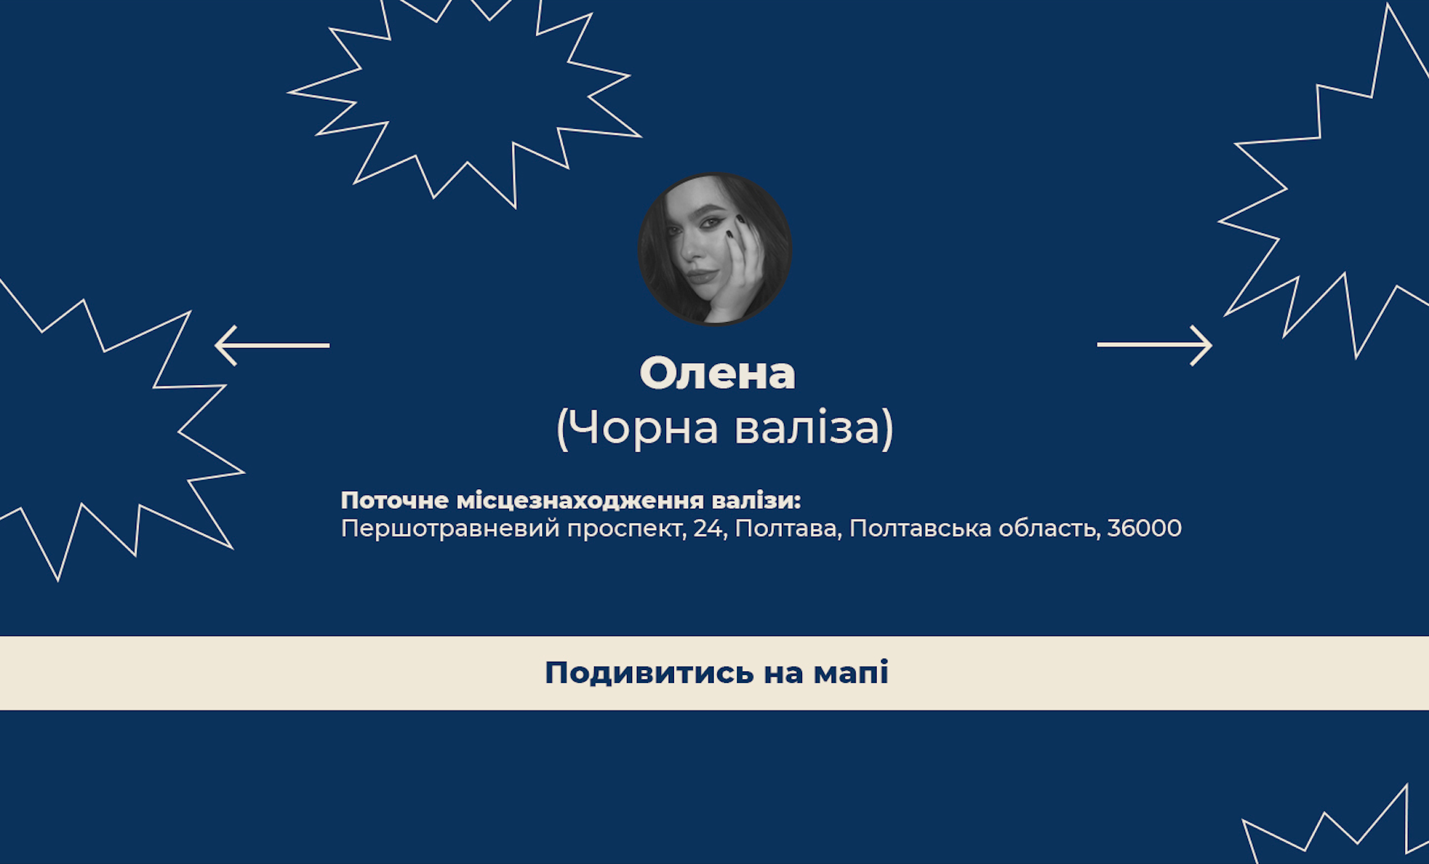 Олена
(Чорна валіза)
Поточне місцезнаходження валізи:
Першотравневий проспект, 24, Полтава, Полтавська область, 36000
Подивитись на мапі